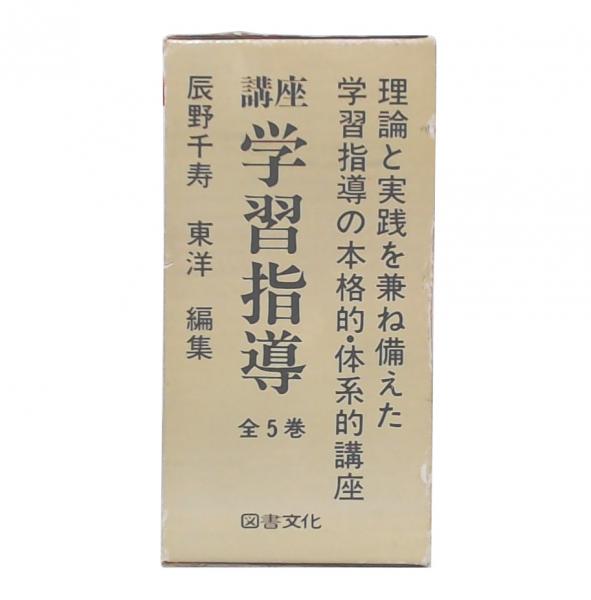 理論と実践を兼ね備えた
学習指導の本格的・体系的講座
講座
学習指導
全5巻
辰野千寿 東洋 編集
図書文化